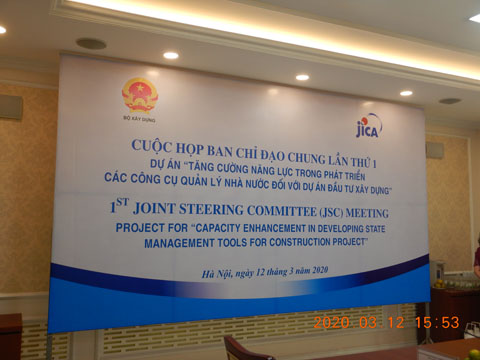 BỘ XÂY DỰNG
jICA
CUỘC HỌP BAN CHỈ ĐẠO CHUNG LẦN THỨ 1
DỰ ÁN "TĂNG CƯỜNG NĂNG LỰC TRONG PHÁT TRIỂN
CÁC CÔNG CỤ QUẢN LÝ NHÀ NƯỚC ĐỐI VỚI DỰ ÁN ĐẦU TƯ XÂY DỰNG"
1ST JOINT STEERING COMMITTEE (JSC) MEETING
PROJECT FOR "CAPACITY ENHANCEMENT IN DEVELOPING STATE
MANAGEMENT TOOLS FOR CONSTRUCTION PROJECT"
Hà Nội, ngày 12 tháng 3 năm 2020
2020.03.12 15:53